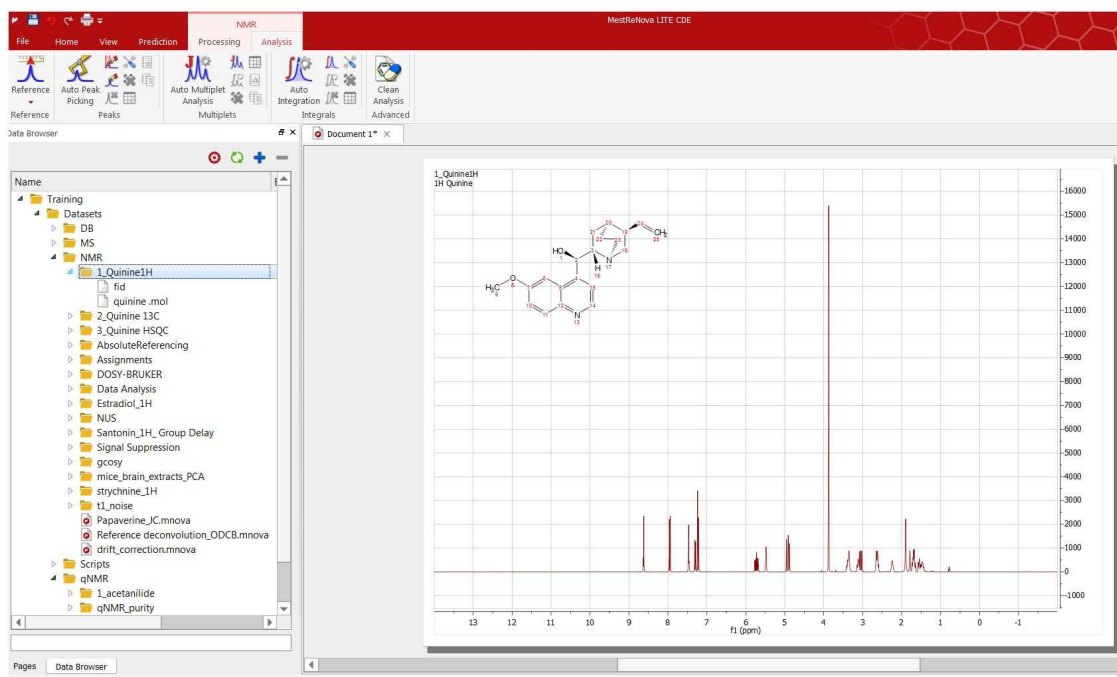 MestReNova LITE CDE
NMR
File Home View Prediction Processing Analysis
Reference
Auto Peak Picking
Auto Multiplet Analysis
Auto Integration
Clean Analysis
Reference Peaks Multiplets Integrals Advanced
Data Browser
Document 1*
Name
Training
Datasets
DB
MS
NMR
1_Quinine1H
fid
quinine .mol
2_Quinine 13C
3_Quinine HSQC
AbsoluteReferencing
Assignments
DOSY-BRUKER
Data Analysis
Estradiol_1H
NUS
Santonin_1H_ Group Delay
Signal Suppression
gcosy
mice_brain_extracts_PCA
strychnine_1H
t1_noise
Papaverine_JC.mnova
Reference deconvolution_ODCB.mnova
drift_correction.mnova
Scripts
qNMR
1_acetanilide
qNMR_purity
Pages Data Browser
1_Quinine1H
1H Quinine
HO
N
H
CH2
H3C
O
N
16000
15000
14000
13000
12000
11000
10000
9000
8000
7000
6000
5000
4000
3000
2000
1000
0
-1000
13 12 11 10 9 8 7 6 5 4 3 2 1 0 -1
f1 (ppm)